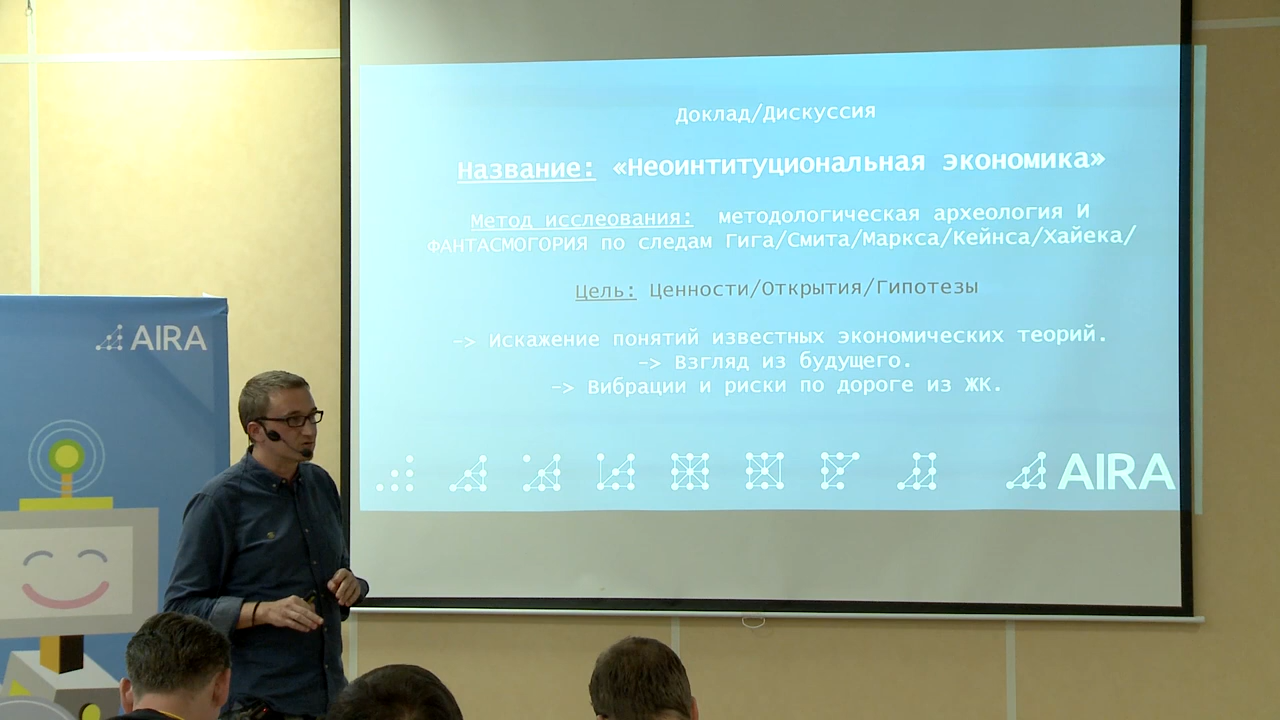 Доклад/Дискуссия
Название: «Неоинтитуциональная экономика»
Метод исслеования: методологическая археология И
ФАНТАСМОГОРИЯ по следам Гига/Смита/Маркса/Кейнса/Хайека/
Цель: Ценности/Открытия/Гипотезы
-> Искажение понятий известных экономических теорий.
-> Взгляд из будущего.
-> Вибрации и риски по дороге из ЖК.
AIRA
AIRA